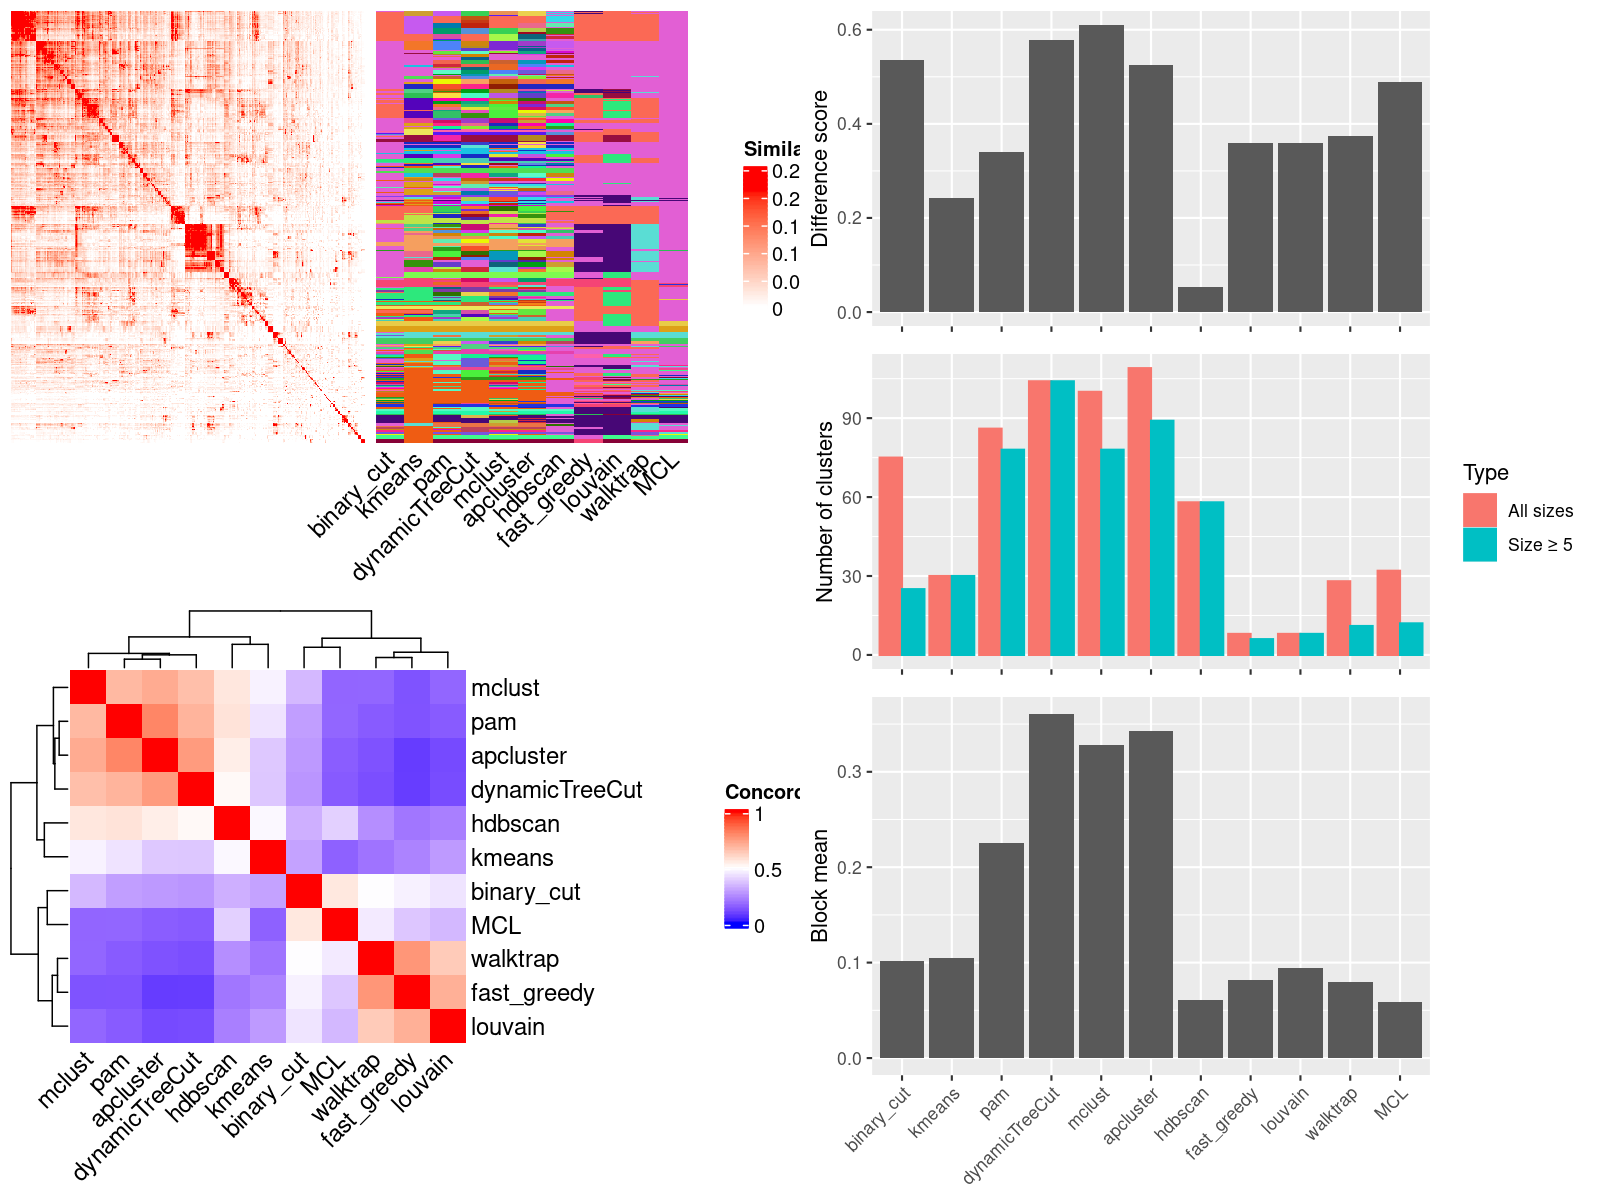 Simila
0.2
0.2
0.1
0.1
0.0
0
binary_cut
kmeans
pam
dynamicTreeCut
mclust
apcluster
hdbscan
fast_greedy
louvain
walktrap
MCL
mclust
pam
apcluster
dynamicTreeCut
hdbscan
kmeans
binary_cut
MCL
walktrap
fast_greedy
louvain
mclust
pam
apcluster
dynamicTreeCut
hdbscan
kmeans
binary_cut
MCL
walktrap
fast_greedy
louvain
Concord
1
0.5
0
Difference score
0.6
0.4
0.2
0.0
Number of clusters
90
60
30
0
Type
All sizes
Size ≥ 5
Block mean
0.3
0.2
0.1
0.0
binary_cut
kmeans
pam
dynamicTreeCut
mclust
apcluster
hdbscan
fast_greedy
louvain
walktrap
MCL